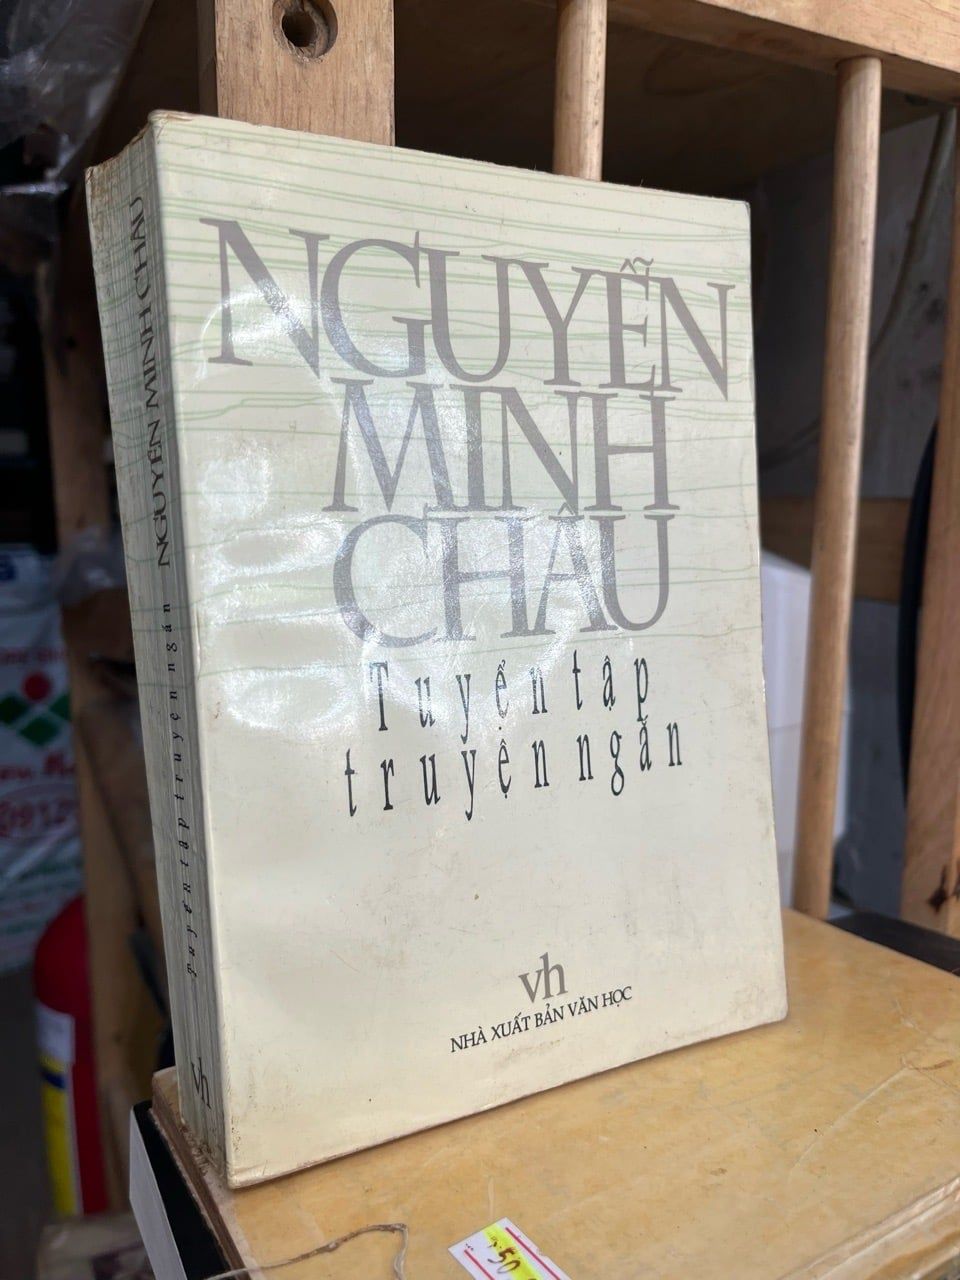 NGUYỄN
MINH
CHÂU
Tuyển tập
truyện ngắn
vh
NHÀ XUẤT BẢN VĂN HỌC
NGUYỄN MINH CHÂU
Tuyển tập truyện ngắn
vh
50